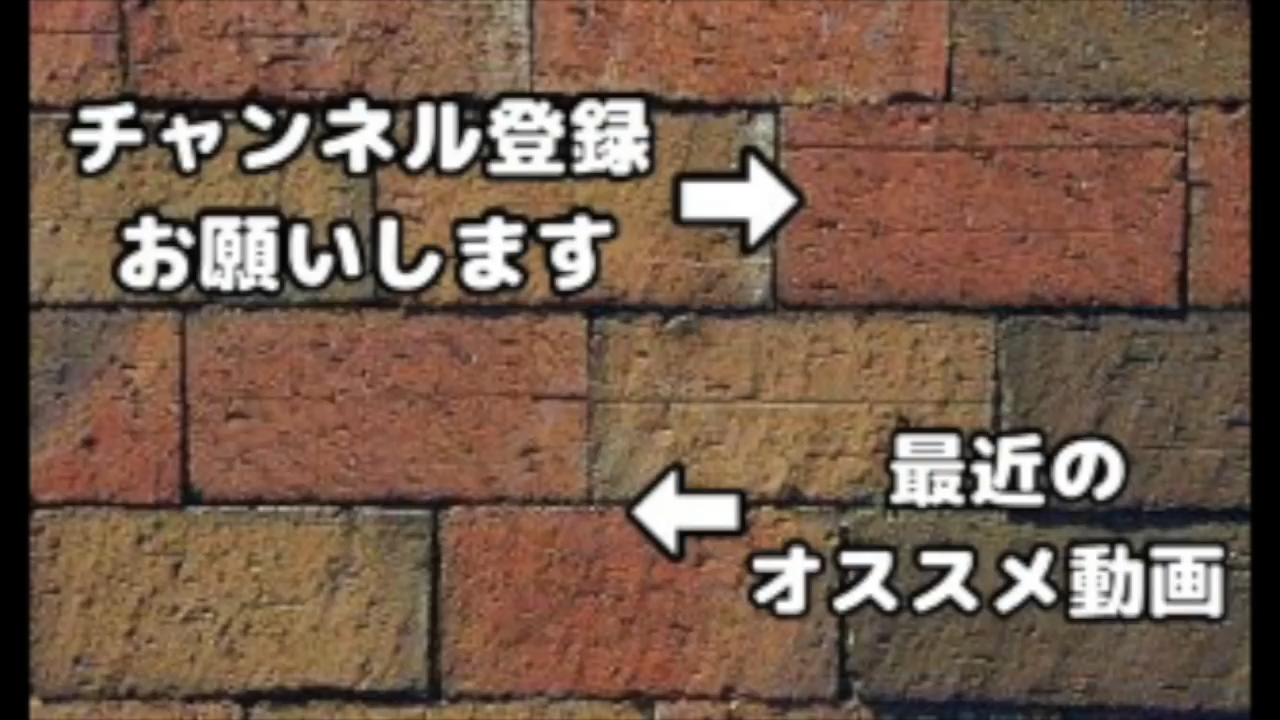 チャンネル登録
お願いします
最近の
オススメ動画